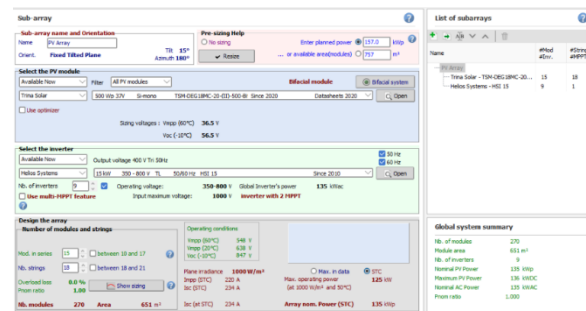 Sub-array
Sub-array name and Orientation
Name PV Array
Orient. Fixed Tilted Plane
Tilt 15°
Azimuth 180°
Pre-sizing Help
No sizing
Enter planned power 157.0 kWp
Resize
... or available area(modules) 757 m²
Select the PV module
Available Now
Filter All PV modules
Bifacial module
Bifacial system
Trina Solar
600 Wp 37V Si-mono TSM-DEG18MC-20-(II)-500-Bi Since 2020 Datasheets 2020
Open
Use optimizer
Sizing voltages : Vmpp (60°C) 36.5 V
Voc (-10°C) 56.5 V
Select the inverter
Available Now
Output voltage 400 V Tri 50Hz
50 Hz
60 Hz
Helios Systems
15 kW 350 - 800 V TL 50/60 Hz HSI 15 Since 2010
Open
Nb. of inverters 9
Operating voltage: 350-800 V Global Inverter's power 135 kWac
Use multi-MPPT feature
Input maximum voltage: 1000 V inverter with 2 MPPT
Design the array
Number of modules and strings
Mod. in series 15 between 18 and 17
Nb. strings 18 between 18 and 21
Overload loss 0.0 %
Pnom ratio 1.00
Show sizing
Nb. modules 270 Area 651 m²
Operating conditions
Vmpp (60°C) 548 V
Vmpp (20°C) 638 V
Voc (-10°C) 847 V
Plane irradiance 1000 W/m²
Impp (STC) 220 A
Isc (STC) 234 A
Isc (at STC) 234 A
Max. in data
STC
Max. operating power 125 kW
(at 1000 W/m² and 50°C)
Array nom. Power (STC) 135 kWp
List of subarrays
Name
#Mod #Inv.
#String #MPPT
PV Array
Trina Solar - TSM-DEG18MC-20... 15 18
Helios Systems - HSI 15 9 1
Global system summary
Nb. of modules 270
Module area 651 m²
Nb. of inverters 9
Nominal PV Power 135 kWp
Maximum PV Power 136 kWDC
Nominal AC Power 135 kWAC
Pnom ratio 1.000